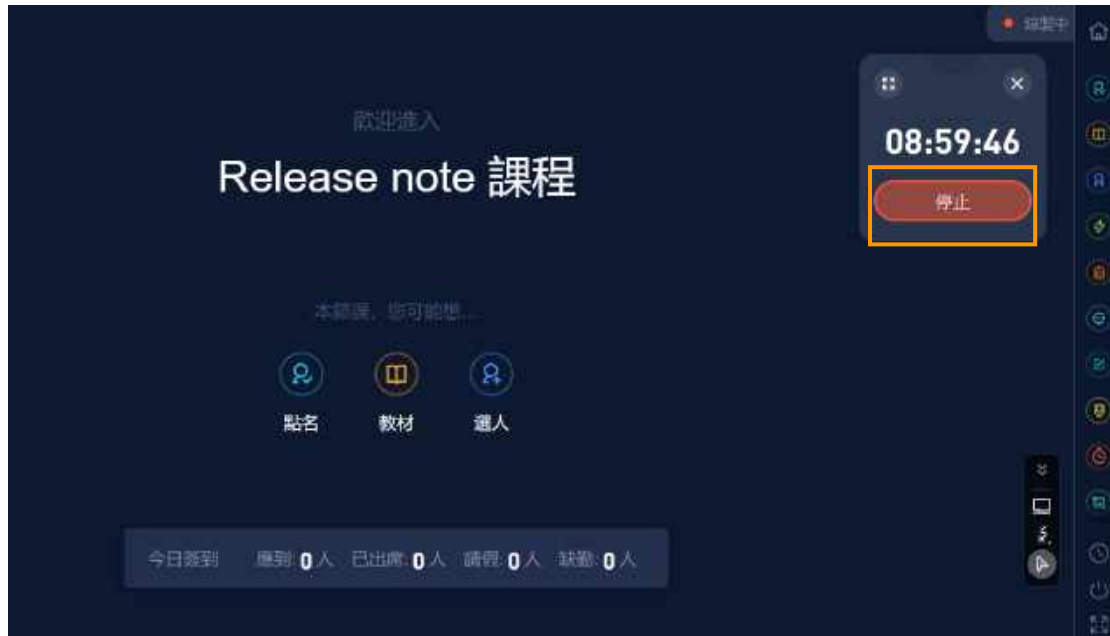 錄製中
歡迎進入
Release note 課程
08:59:46
停止
本節課，您可能想...
點名
教材
選人
今日簽到 應到: 0 人 已出席: 0 人 請假: 0 人 缺勤: 0 人